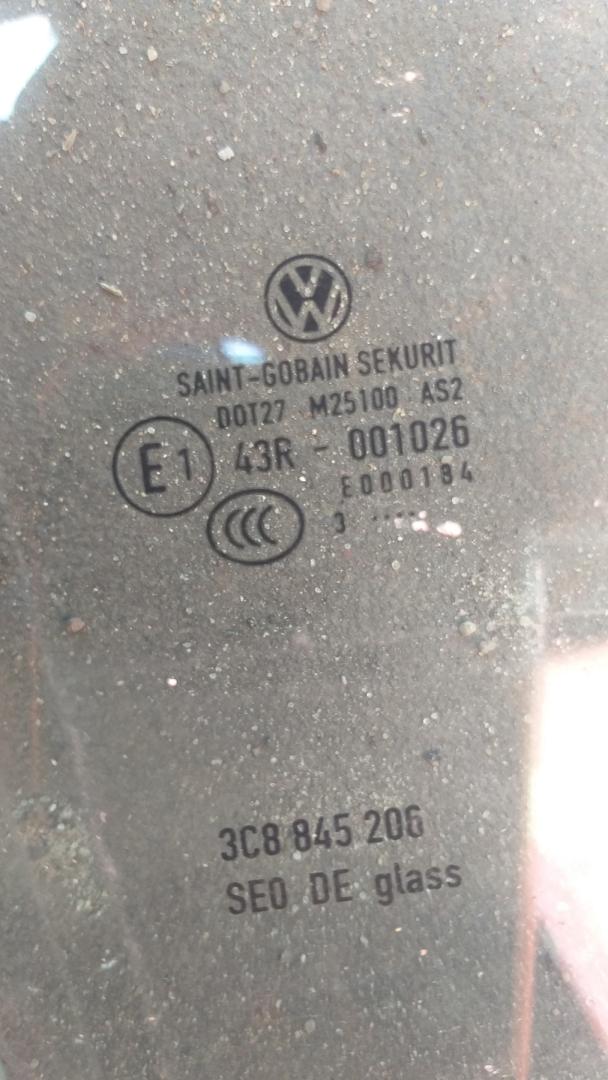 VW
SAINT-GOBAIN SEKURIT
DOT27 M25100 AS2
E1 43R - 001026
E000184
CCC 3 .....
3C8 845 206
SEO DE glass